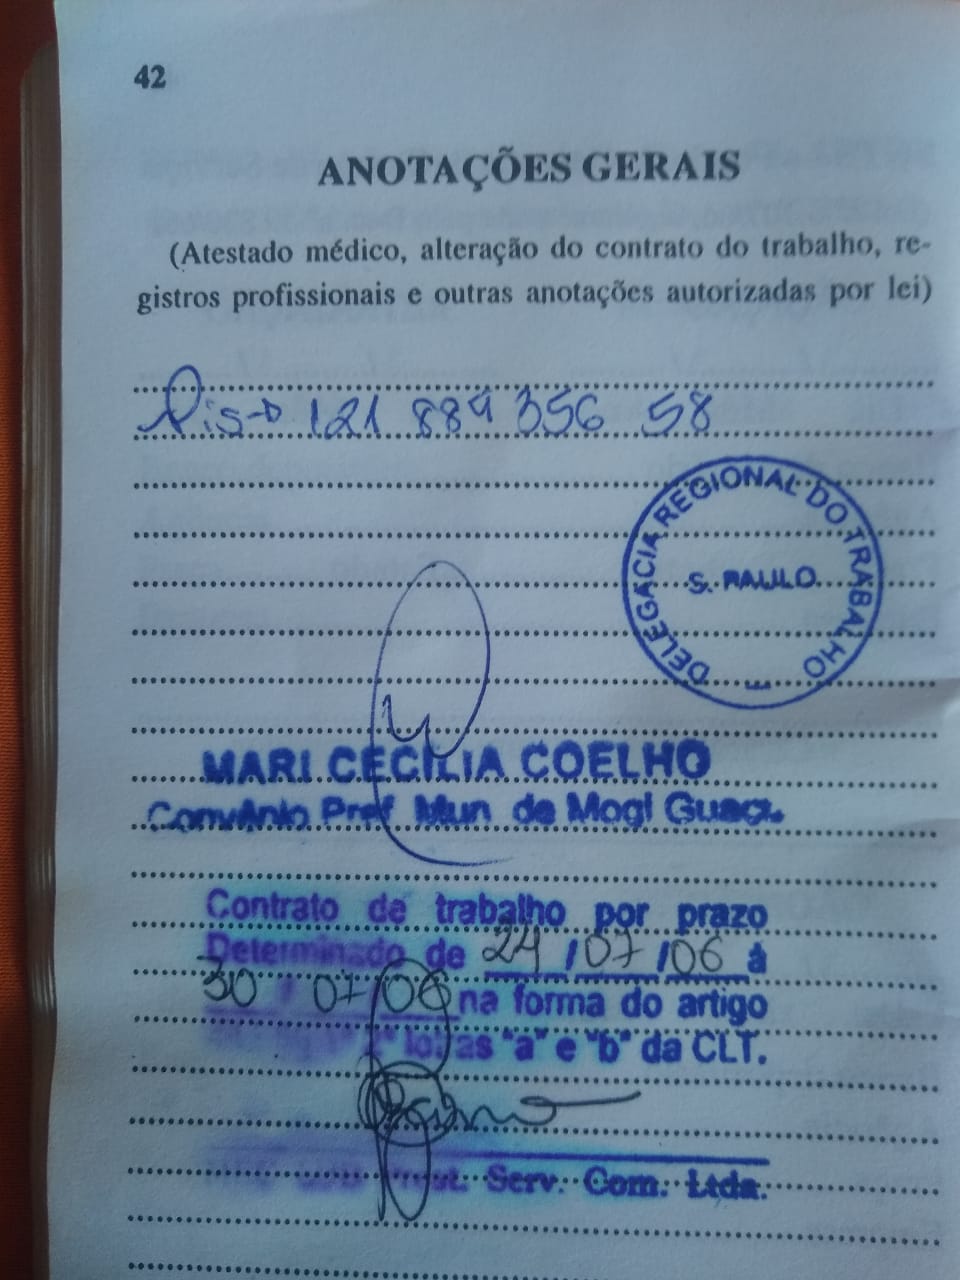 42
ANOTAÇÕES GERAIS
(Atestado médico, alteração do contrato do trabalho, re-
gistros profissionais e outras anotações autorizadas por lei)
Pis→ 121 889 356 58
DELEGACIA REGIONAL DO TRABALHO
S. PAULO
MARI CECÍLIA COELHO
Convênio Pref Mun de Mogi Guaçu
Contrato de trabalho por prazo
Determinado de 24/07/06 à
30 07/06 na forma do artigo
"a" e "b" da CLT.
Serv. Com. Ltda.